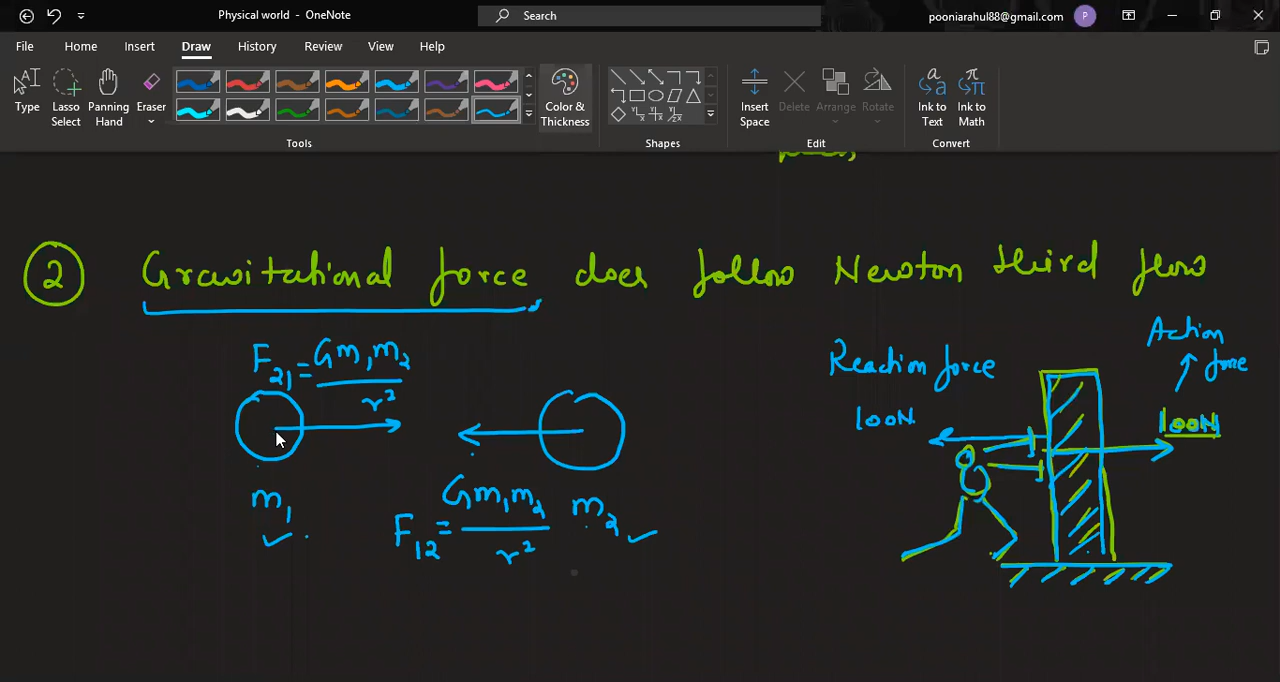 Physical world - OneNote
Search
pooniarahul88@gmail.com
P
File Home Insert Draw History Review View Help
Type
Lasso Select
Panning Hand
Eraser
Color & Thickness
Insert Space
Delete
Arrange
Rotate
Ink to Text
Ink to Math
Tools
Shapes
Edit
Convert
2 Gravitational force does follow Newton third flow
F21 = Gm1m2
r²
Reaction force
Action force
100N
100N
m1
F12 = Gm1m2
r²
m2